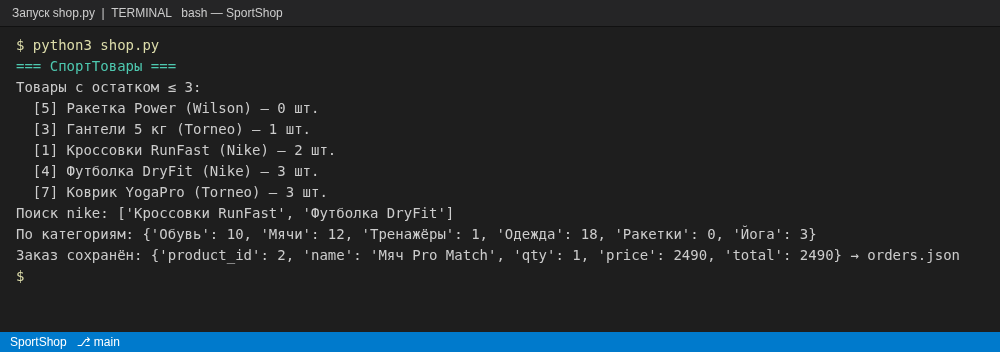 Запуск shop.py | TERMINAL bash — SportShop
$ python3 shop.py
=== СпортТовары ===
Товары с остатком ≤ 3:
[5] Ракетка Power (Wilson) — 0 шт.
[3] Гантели 5 кг (Torneo) — 1 шт.
[1] Кроссовки RunFast (Nike) — 2 шт.
[4] Футболка DryFit (Nike) — 3 шт.
[7] Коврик YogaPro (Torneo) — 3 шт.
Поиск nike: ['Кроссовки RunFast', 'Футболка DryFit']
По категориям: {'Обувь': 10, 'Мячи': 12, 'Тренажёры': 1, 'Одежда': 18, 'Ракетки': 0, 'Йога': 3}
Заказ сохранён: {'product_id': 2, 'name': 'Мяч Pro Match', 'qty': 1, 'price': 2490, 'total': 2490} → orders.json
$
SportShop ⎇ main